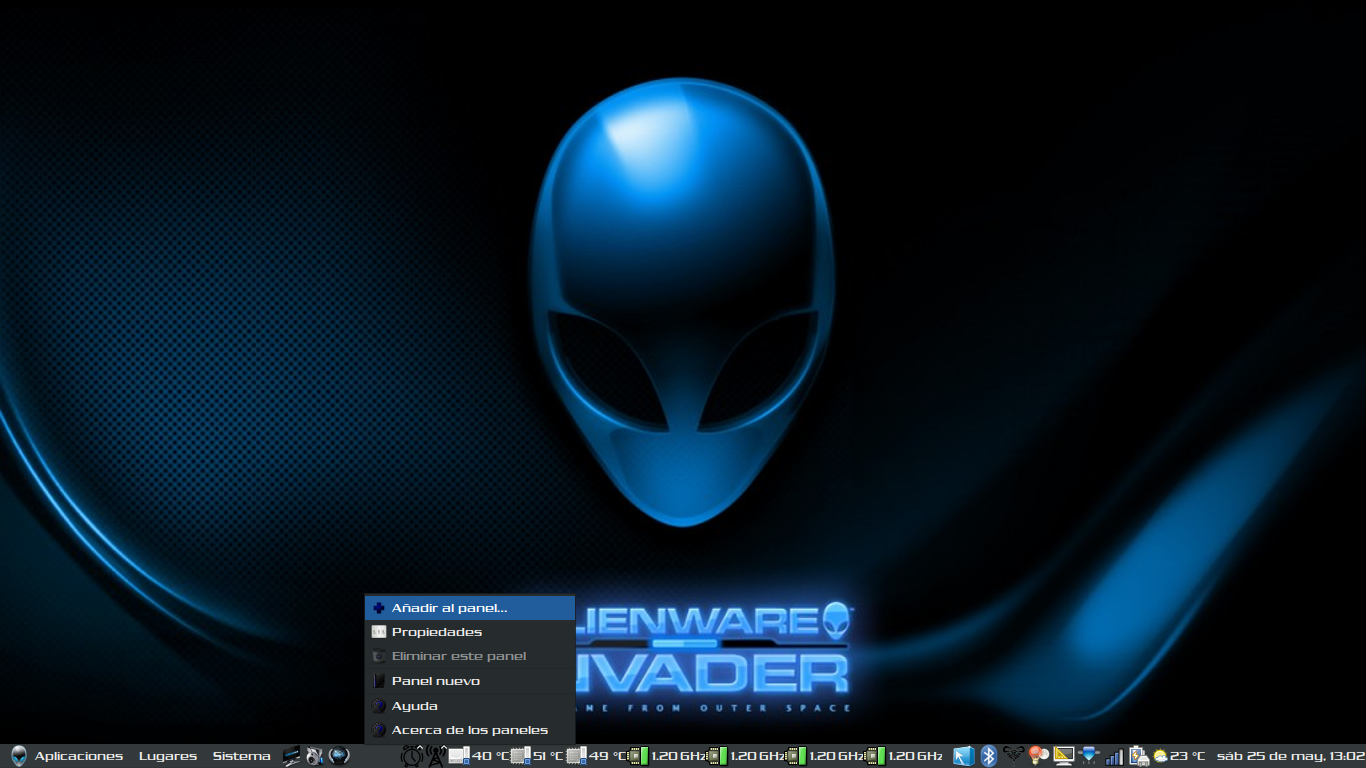 Añadir al panel...
Propiedades
Eliminar este panel
Panel nuevo
Ayuda
Acerca de los paneles
LIENWARE
NVADER
ME FROM OUTER SPACE
Aplicaciones Lugares Sistema 40 °C 51 °C 49 °C 1.20 GHz 1.20 GHz 1.20 GHz 1.20 GHz 23 °C sáb 25 de may, 13:02